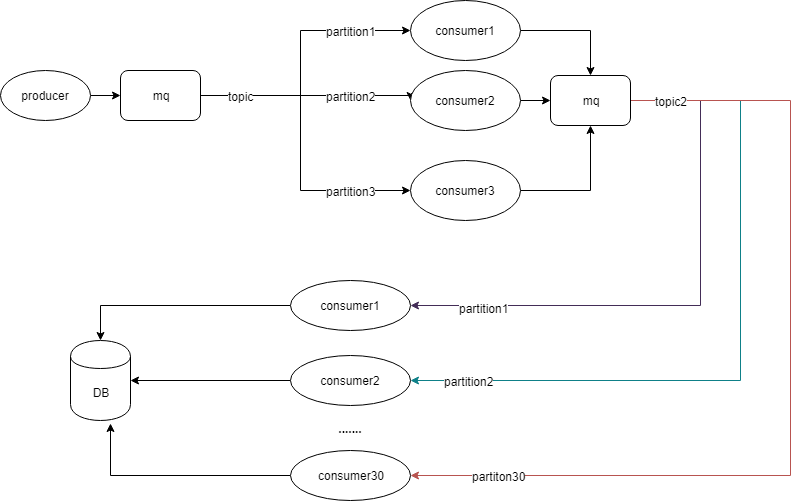 partition1
consumer1
producer
mq
topic
partition2
consumer2
mq
topic2
partition3
consumer3
consumer1
partition1
DB
consumer2
partition2
.......
consumer30
partiton30